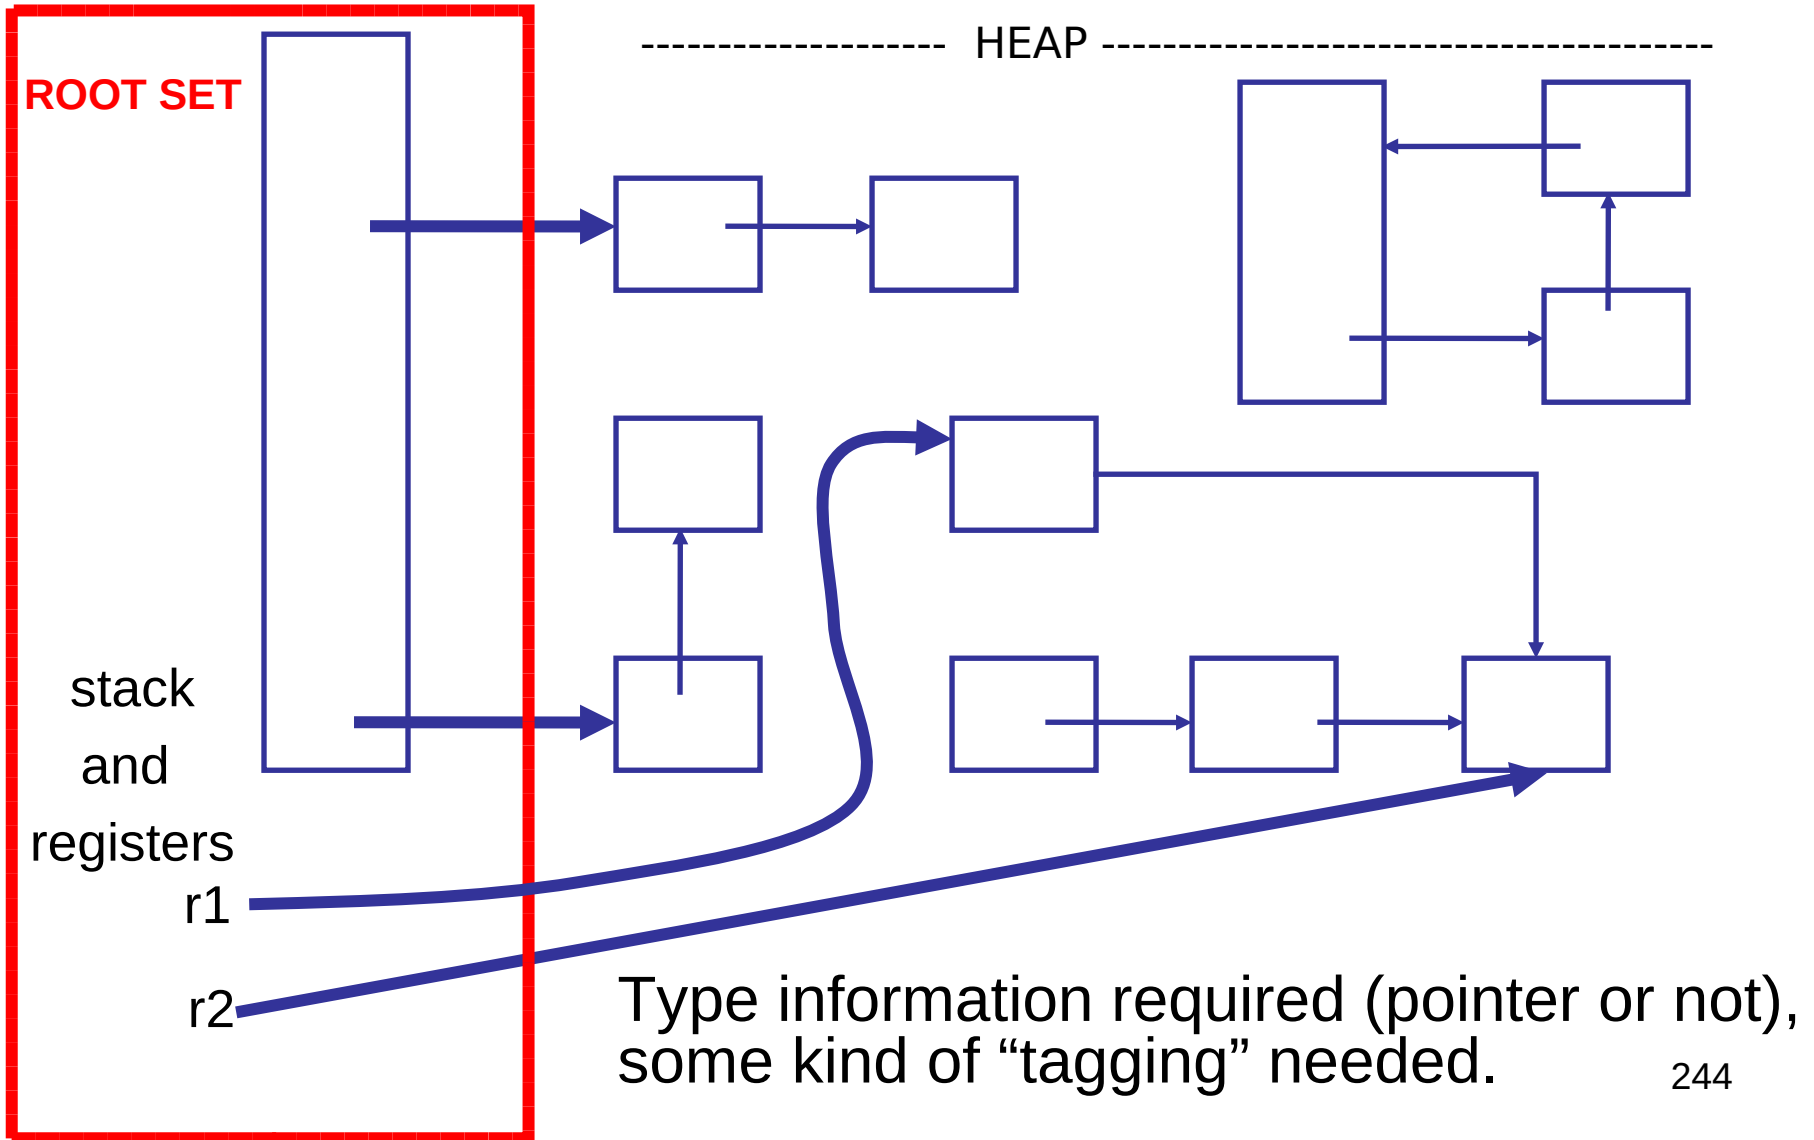 -------------------- HEAP ----------------------------------------
ROOT SET
stack
and
registers
r1
r2
Type information required (pointer or not),
some kind of “tagging” needed.
244